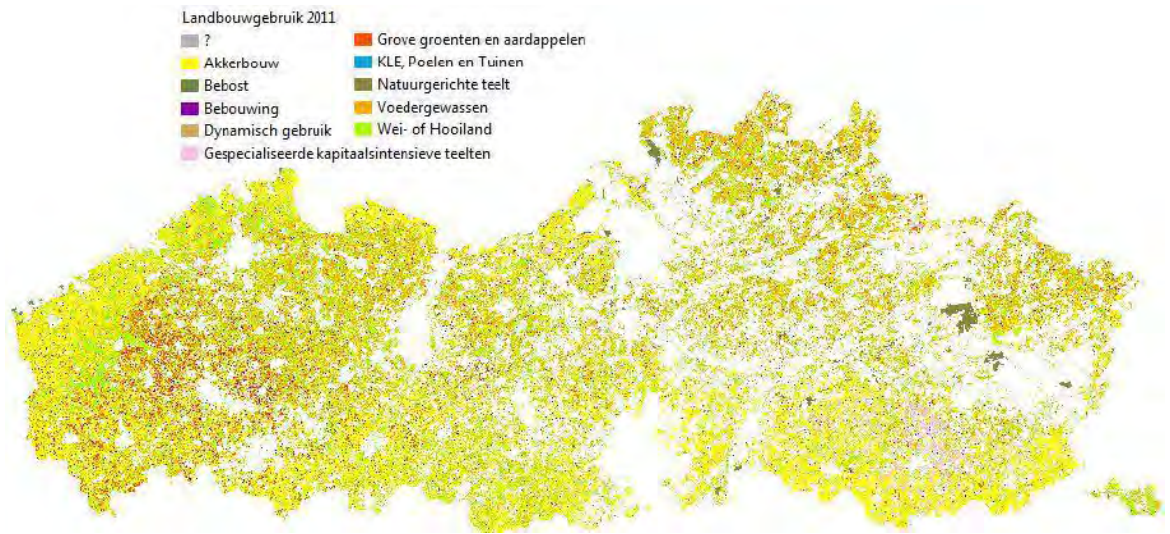 Landbouwgebruik 2011
?
Akkerbouw
Bebost
Bebouwing
Dynamisch gebruik
Gespecialiseerde kapitaalsintensieve teelten
Grove groenten en aardappelen
KLE, Poelen en Tuinen
Natuurgerichte teelt
Voedergewassen
Wei- of Hooiland